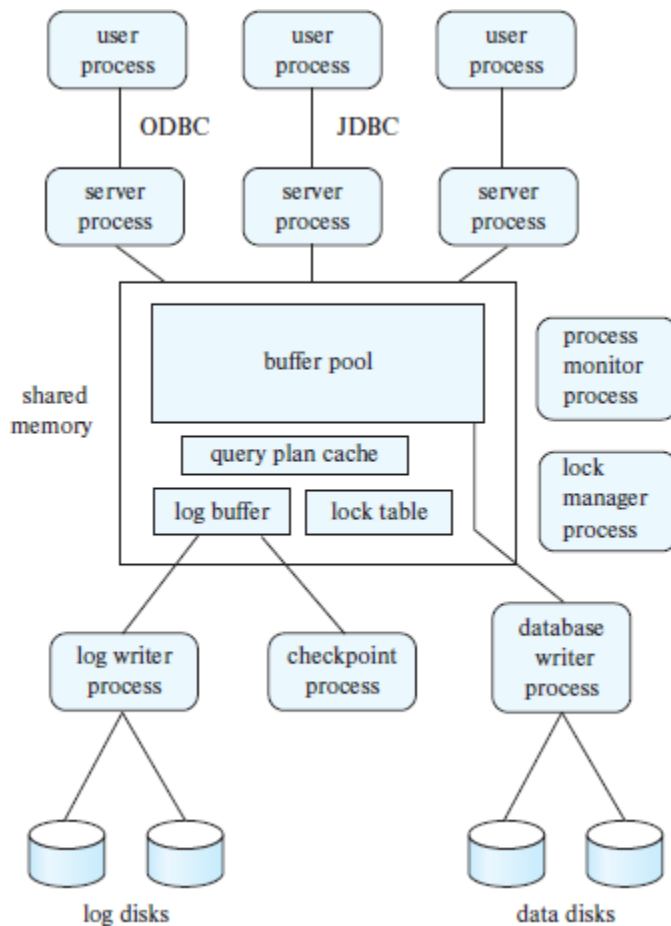 user
process
user
process
user
process
ODBC
JDBC
server
process
server
process
server
process
shared
memory
buffer pool
query plan cache
log buffer
lock table
process
monitor
process
lock
manager
process
log writer
process
checkpoint
process
database
writer
process
log disks
data disks